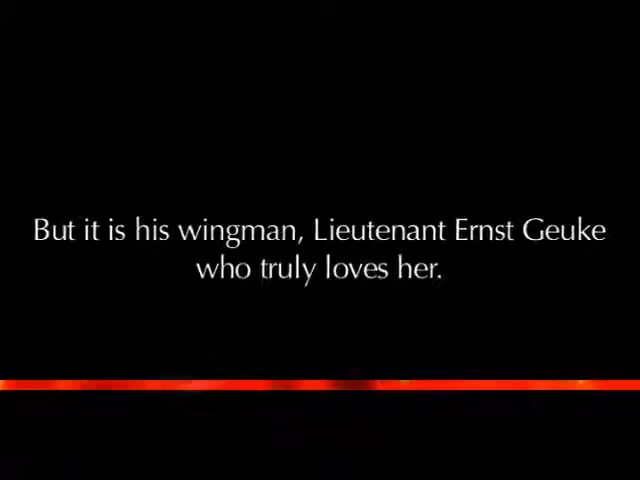 But it is his wingman, Lieutenant Ernst Geuke
who truly loves her.